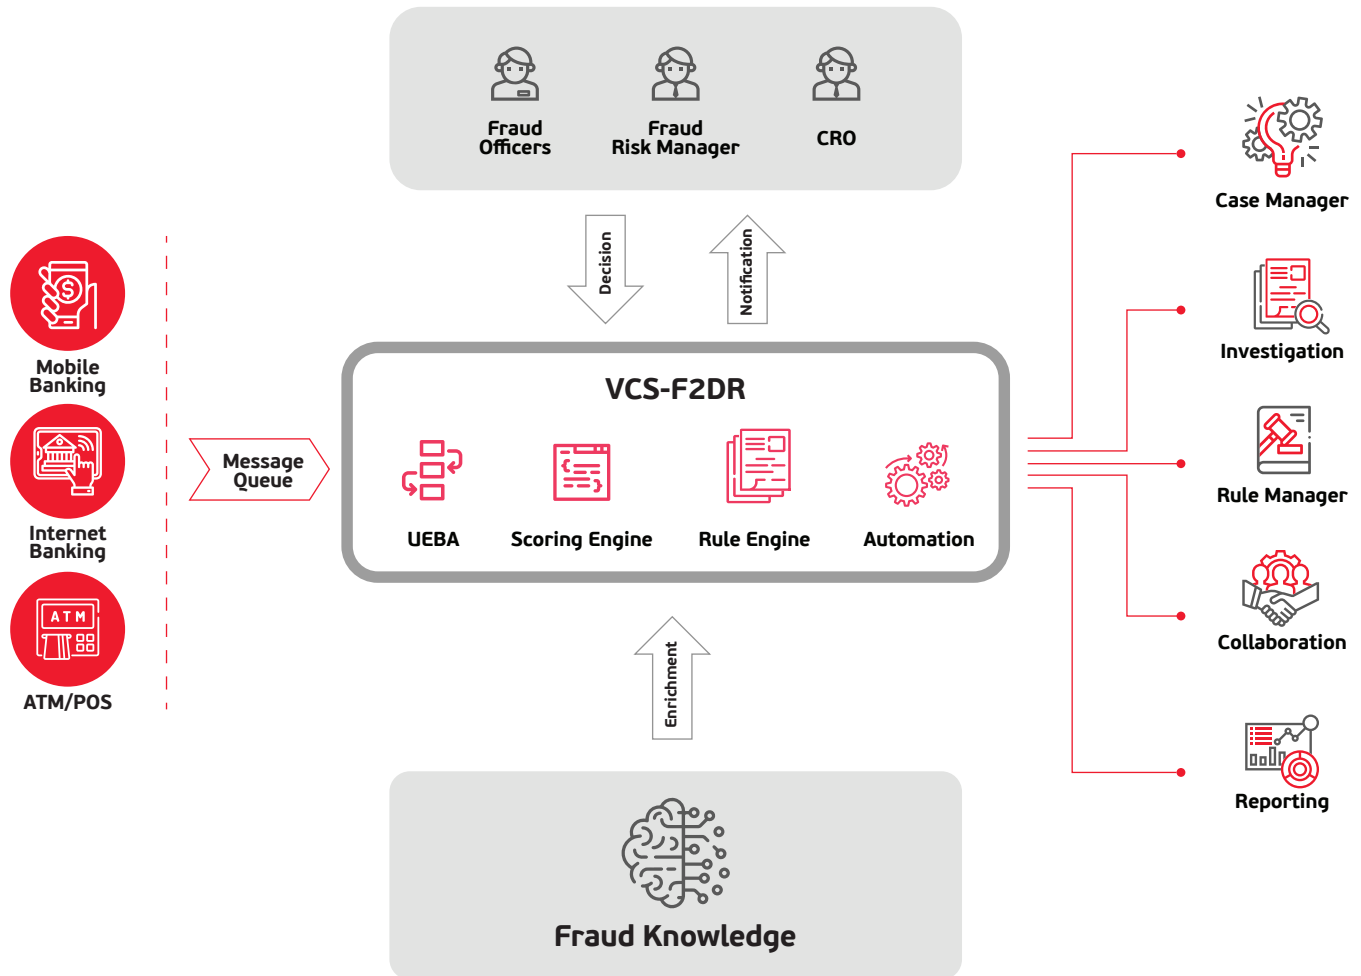 Fraud
Officers
Fraud
Risk Manager
CRO
Decision
Notification
Mobile
Banking
Internet
Banking
ATM
ATM/POS
Message
Queue
VCS-F2DR
UEBA
Scoring Engine
Rule Engine
Automation
Enrichment
Fraud Knowledge
Case Manager
Investigation
Rule Manager
Collaboration
Reporting